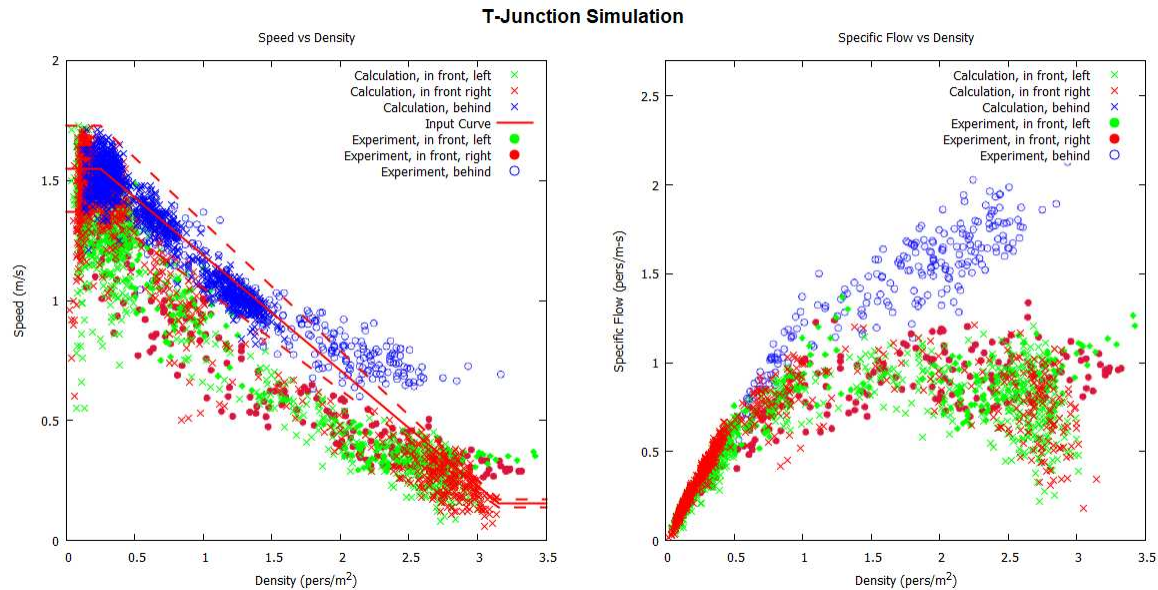 T-Junction Simulation
Speed vs Density
2
1.5
1
0.5
0
Speed (m/s)
Calculation, in front, left
Calculation, in front right
Calculation, behind
Input Curve
Experiment, in front, left
Experiment, in front, right
Experiment, behind
0 0.5 1 1.5 2 2.5 3 3.5
Density (pers/m²)
Specific Flow vs Density
2.5
2
1.5
1
0.5
0
Specific Flow (pers/m-s)
Calculation, in front, left
Calculation, in front right
Calculation, behind
Experiment, in front, left
Experiment, in front, right
Experiment, behind
0 0.5 1 1.5 2 2.5 3 3.5
Density (pers/m²)